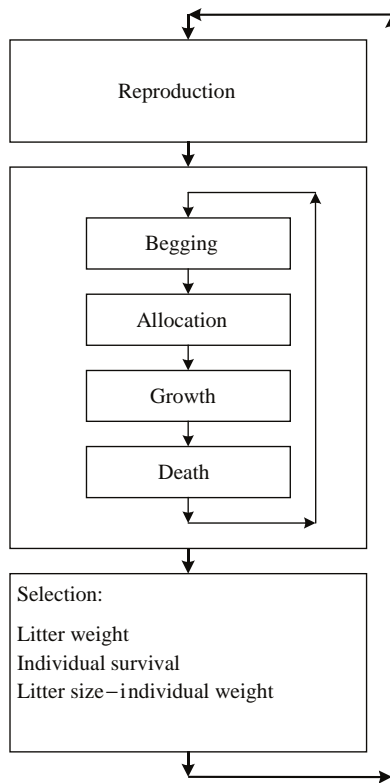 Reproduction
Begging
Allocation
Growth
Death
Selection:
Litter weight
Individual survival
Litter size−individual weight